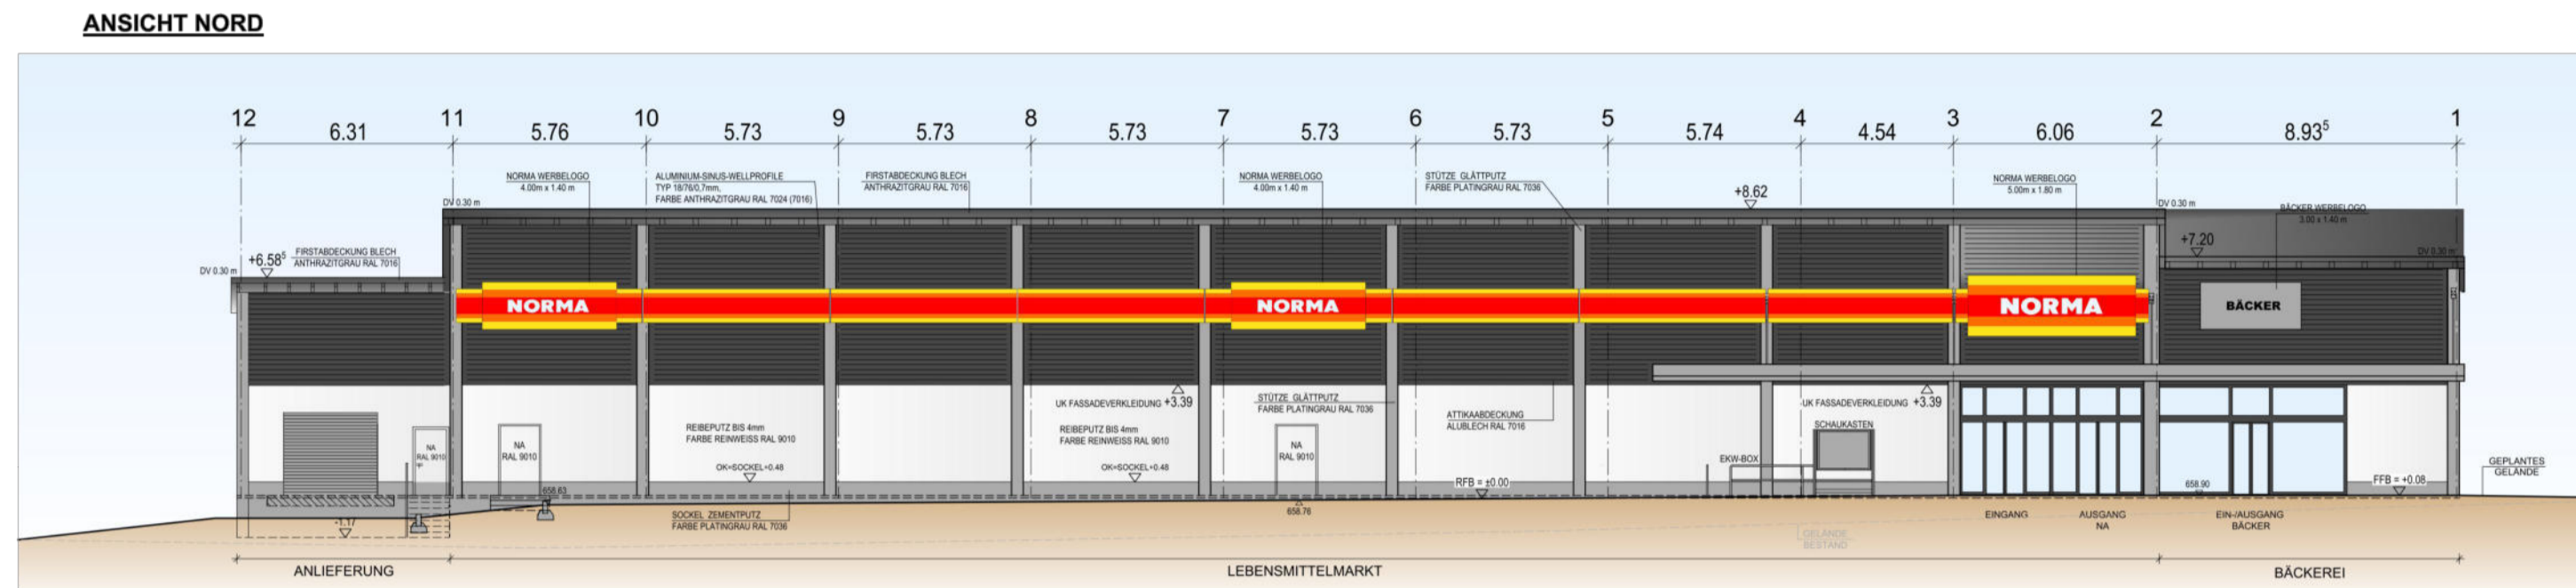 ANSICHT NORD
12 11 10 9 8 7 6 5 4 3 2 1
6.31 5.76 5.73 5.73 5.73 5.73 5.73 5.74 4.54 6.06 8.93⁵
NORMA WERBELOGO
4.00m x 1.40 m
ALUMINIUM-SINUS-WELLPROFILE
TYP 18/76/0,7mm,
FARBE ANTHRAZITGRAU RAL 7024 (7016)
FIRSTABDECKUNG BLECH
ANTHRAZITGRAU RAL 7016
NORMA WERBELOGO
4.00m x 1.40 m
STÜTZE GLÄTTPUTZ
FARBE PLATINGRAU RAL 7036
+8.62
NORMA WERBELOGO
5.00m x 1.80 m
DV 0.30 m
DV 0.30 m
BÄCKER WERBELOGO
3.00 x 1.40 m
+7.20
DV 0.30 m
DV 0.30 m
+6.58⁵
FIRSTABDECKUNG BLECH
ANTHRAZITGRAU RAL 7016
NORMA
NORMA
NORMA
BÄCKER
UK FASSADEVERKLEIDUNG +3.39
STÜTZE GLÄTTPUTZ
FARBE PLATINGRAU RAL 7036
ATTIKAABDECKUNG
ALUBLECH RAL 7016
UK FASSADEVERKLEIDUNG +3.39
NA
RAL 9010
NA
RAL 9010
REIBEPUTZ BIS 4mm
FARBE REINWEISS RAL 9010
REIBEPUTZ BIS 4mm
FARBE REINWEISS RAL 9010
NA
RAL 9010
SCHAUKASTEN
EKW-BOX
OK=SOCKEL=0.48
OK=SOCKEL=0.48
RFB = ±0.00
FFB = +0.08
GEPLANTES
GELÄNDE
658.63
658.76
658.90
-1.17
SOCKEL ZEMENTPUTZ
FARBE PLATINGRAU RAL 7036
GELÄNDE
BESTAND
EINGANG
AUSGANG
NA
EIN-/AUSGANG
BÄCKER
ANLIEFERUNG
LEBENSMITTELMARKT
BÄCKEREI